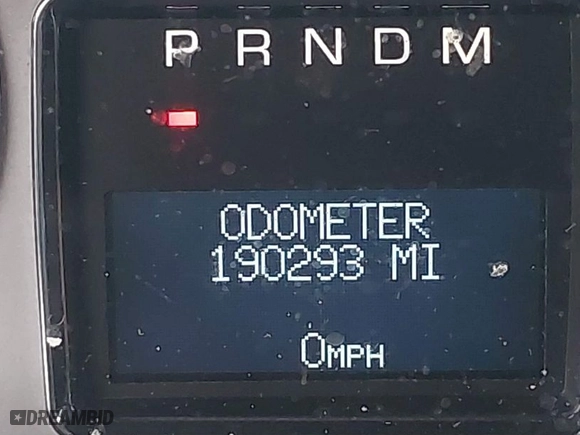 P R N D M
ODOMETER
190293 MI
0MPH
DREAMBID